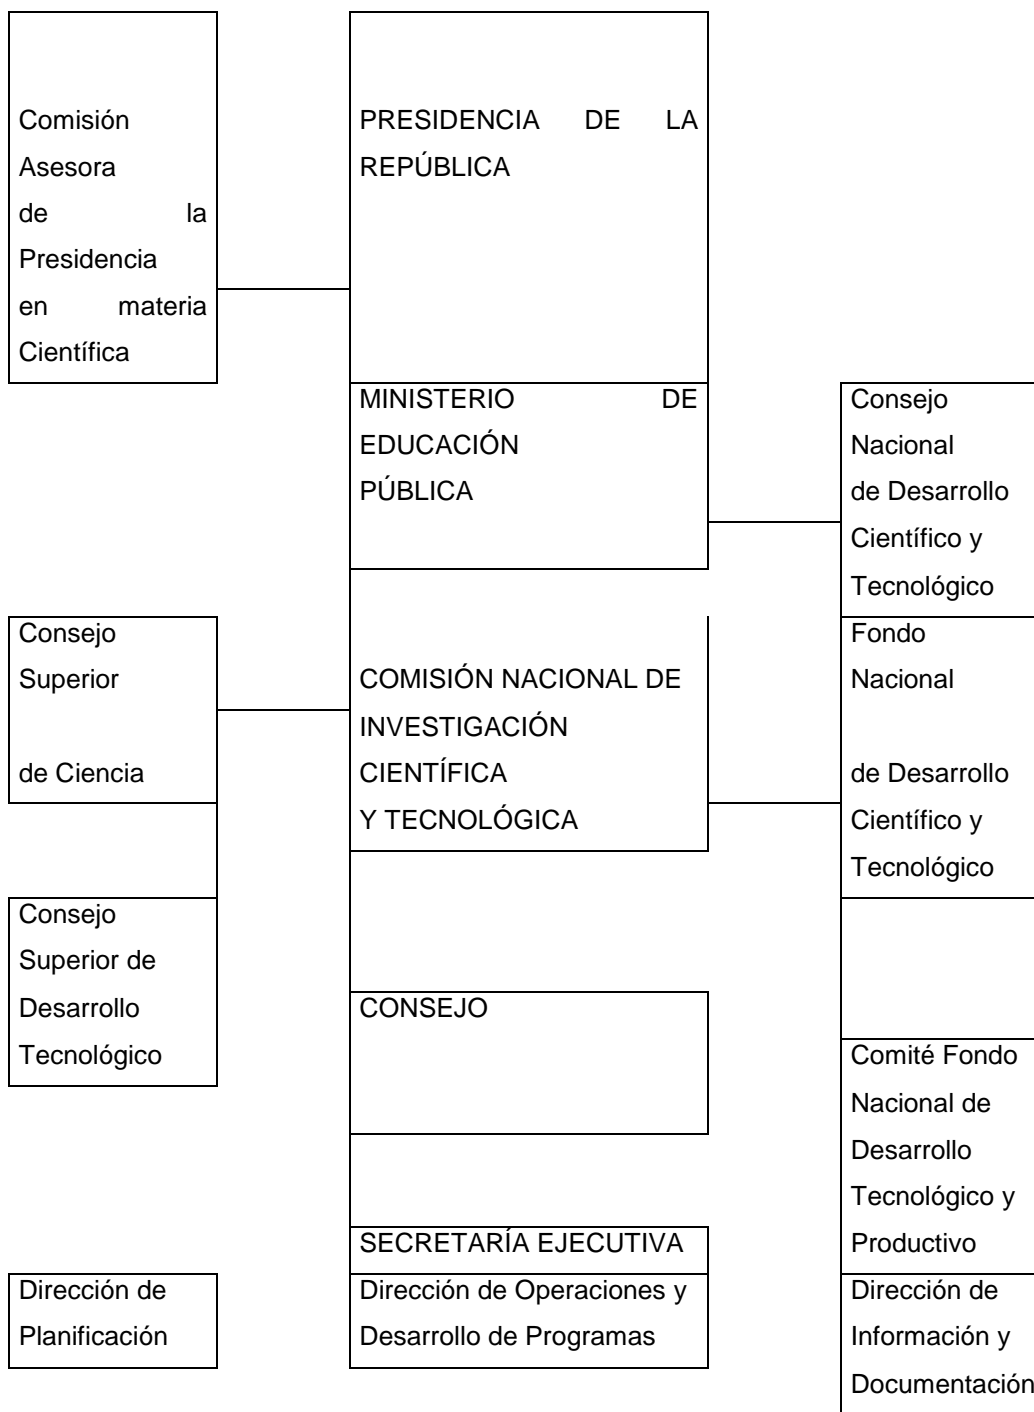 Comisión
Asesora
de la
Presidencia
en materia
Científica
PRESIDENCIA DE LA
REPÚBLICA
MINISTERIO DE
EDUCACIÓN
PÚBLICA
Consejo
Nacional
de Desarrollo
Científico y
Tecnológico
Consejo
Superior
de Ciencia
COMISIÓN NACIONAL DE
INVESTIGACIÓN
CIENTÍFICA
Y TECNOLÓGICA
Fondo
Nacional
de Desarrollo
Científico y
Tecnológico
Consejo
Superior de
Desarrollo
Tecnológico
CONSEJO
Comité Fondo
Nacional de
Desarrollo
Tecnológico y
Productivo
SECRETARÍA EJECUTIVA
Dirección de
Planificación
Dirección de Operaciones y
Desarrollo de Programas
Dirección de
Información y
Documentación